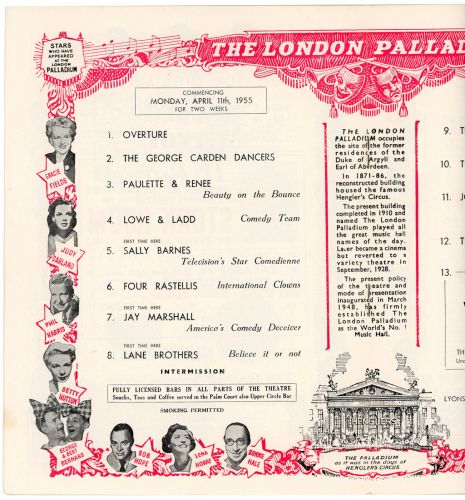 STARS
WHO HAVE
APPEARED
AT THE
LONDON
PALLADIUM
THE LONDON PALLAD
COMMENCING
MONDAY, APRIL 11th, 1955
FOR TWO WEEKS
1. OVERTURE
2. THE GEORGE CARDEN DANCERS
3. PAULETTE & RENEE
Beauty on the Bounce
4. LOWE & LADD Comedy Team
FIRST TIME HERE
5. SALLY BARNES
Television's Star Comedienne
6. FOUR RASTELLIS International Clowns
FIRST TIME HERE
7. JAY MARSHALL
America's Comedy Deceiver
FIRST TIME HERE
8. LANE BROTHERS Believe it or not
INTERMISSION
FULLY LICENSED BARS IN ALL PARTS OF THE THEATRE
Snacks, Teas and Coffee served in the Palm Court also Upper Circle Bar
SMOKING PERMITTED
GRACIE
FIELDS
JUDY
GARLAND
PHIL
HARRIS
BETTY
HUTTON
GEORGE
& BERT
BERNARD
BOB
HOPE
LENA
HORNE
BINNIE
HALE
THE LONDON
PALLADIUM occupies
the site of the former
residences of the
Duke of Argyll and
Earl of Aberdeen.
In 1871-86, the
reconstructed building
housed the famous
Hengler's Circus.
The present building
completed in 1910 and
named The London
Palladium played all
the great music hall
names of the day.
Later became a cinema
but reverted to a
variety theatre in
September, 1928.
The present policy
of the theatre and
mode of presentation
inaugurated in March
1948, has firmly
established The
London Palladium
as the World's No. 1
Music Hall.
THE PALLADIUM
as it was in the days of
HENGLER'S CIRCUS
9. T
10. T
11. J
12. T
13.
TH
Unc
LYONS